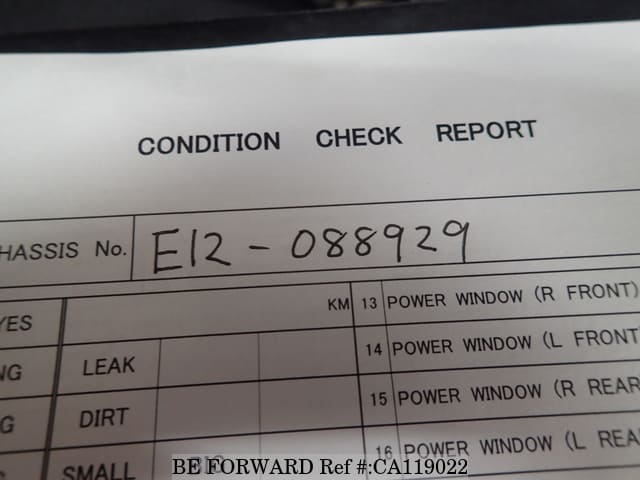 CONDITION CHECK REPORT
HASSIS No. E12-088929
YES KM 13 POWER WINDOW (R FRONT)
NG LEAK 14 POWER WINDOW (L FRONT
G DIRT 15 POWER WINDOW (R REAR
SMALL BIG 16 POWER WINDOW (L REA
BE FORWARD Ref #:CA119022